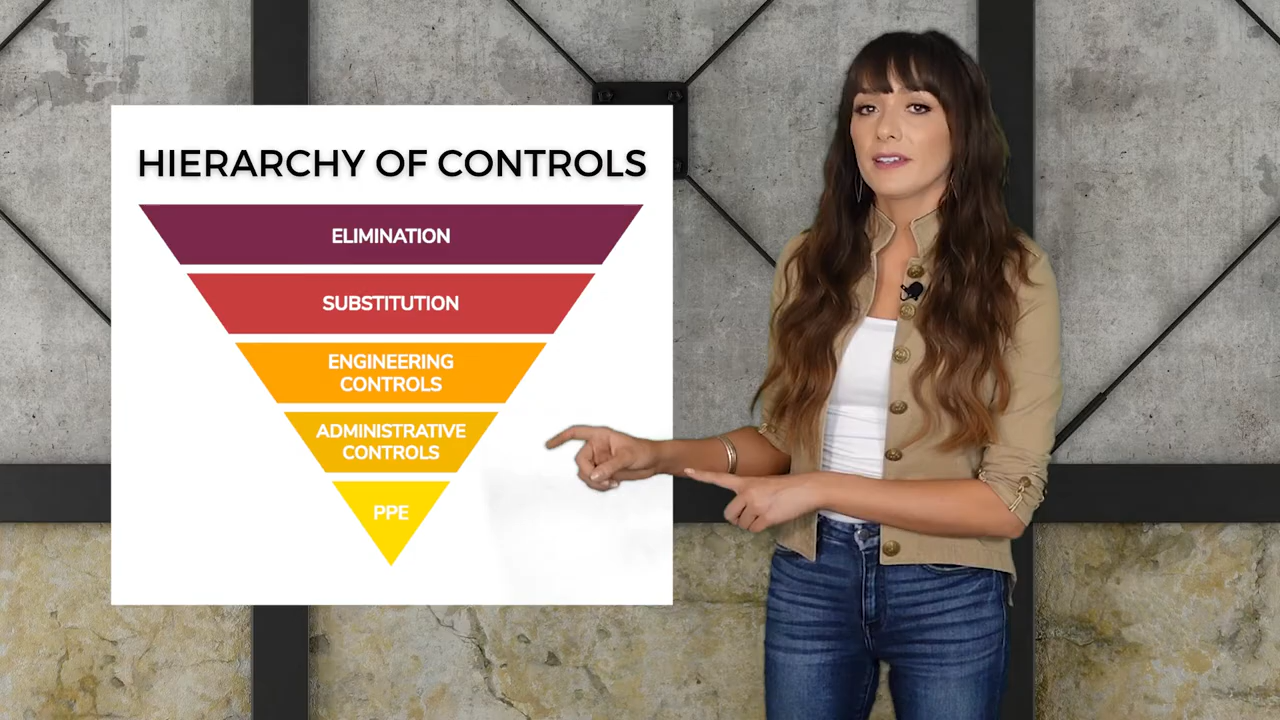 HIERARCHY OF CONTROLS
ELIMINATION
SUBSTITUTION
ENGINEERING
CONTROLS
ADMINISTRATIVE
CONTROLS
PPE